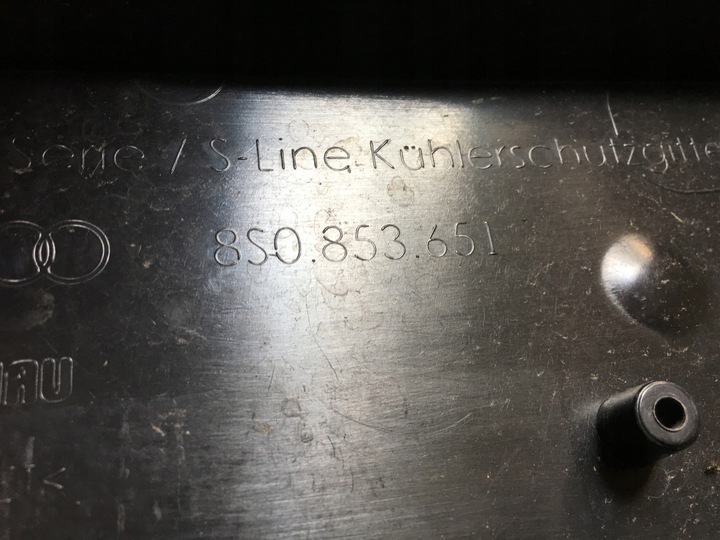 Serie / S-Line Kühlerschutzgitte
8S0.853.651